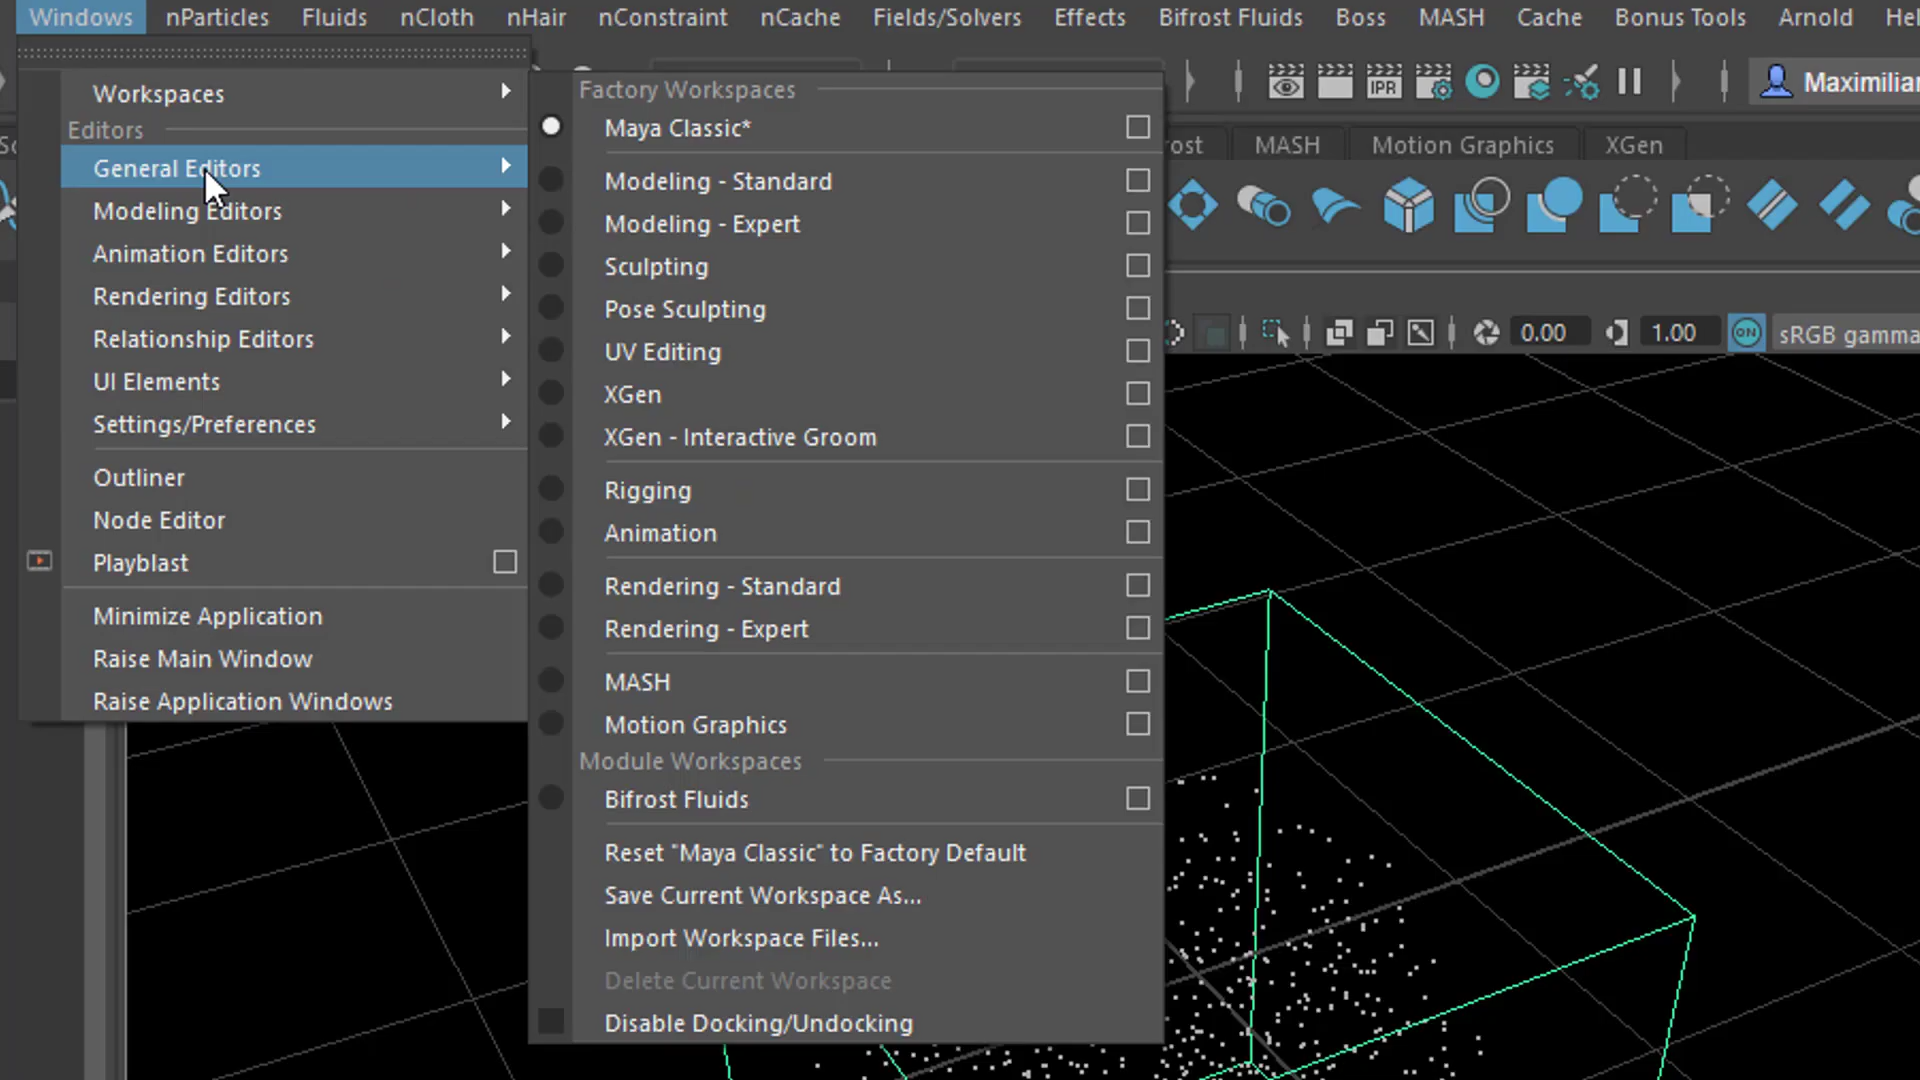 Windows nParticles Fluids nCloth nHair nConstraint nCache Fields/Solvers Effects Bifrost Fluids Boss MASH Cache Bonus Tools Arnold Hel
IPR Maximilian
Workspaces
Editors
General Editors
Modeling Editors
Animation Editors
Rendering Editors
Relationship Editors
UI Elements
Settings/Preferences
Outliner
Node Editor
Playblast
Minimize Application
Raise Main Window
Raise Application Windows
Factory Workspaces
Maya Classic*
Modeling - Standard
Modeling - Expert
Sculpting
Pose Sculpting
UV Editing
XGen
XGen - Interactive Groom
Rigging
Animation
Rendering - Standard
Rendering - Expert
MASH
Motion Graphics
Module Workspaces
Bifrost Fluids
Reset "Maya Classic" to Factory Default
Save Current Workspace As...
Import Workspace Files...
Delete Current Workspace
Disable Docking/Undocking
rost MASH Motion Graphics XGen
0.00 1.00 ON sRGB gamma